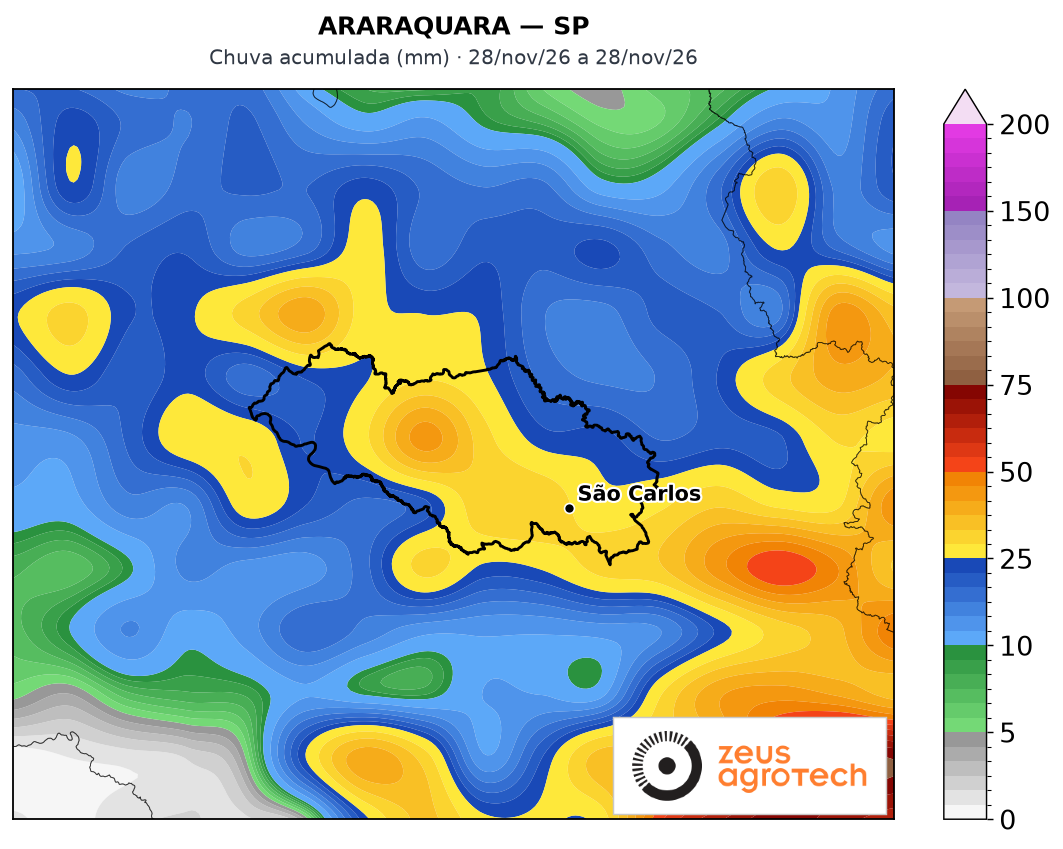 ARARAQUARA — SP
Chuva acumulada (mm) · 28/nov/26 a 28/nov/26
200
150
100
75
50
25
10
5
0
São Carlos
zeus
agrotech